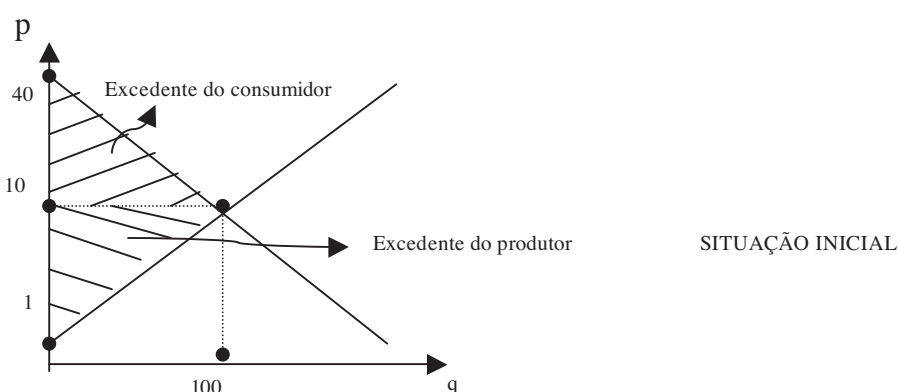 p
40
Excedente do consumidor
10
Excedente do produtor
SITUAÇÃO INICIAL
1
100
q